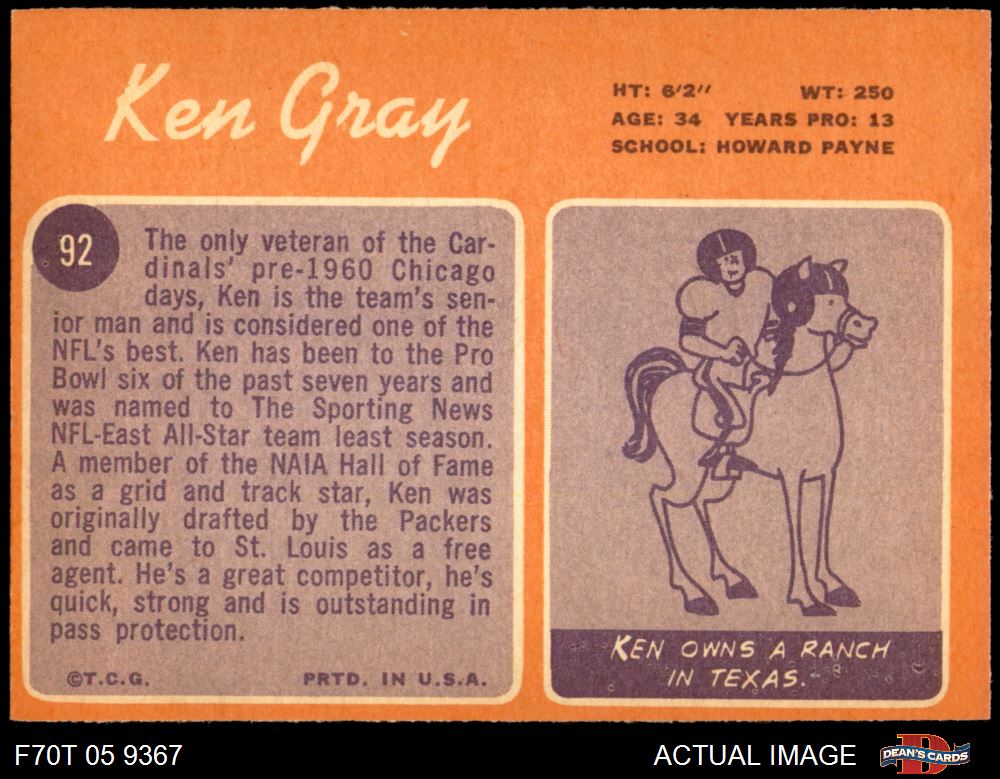 Ken Gray
HT: 6'2'' WT: 250
AGE: 34 YEARS PRO: 13
SCHOOL: HOWARD PAYNE
92
The only veteran of the Car-
dinals' pre-1960 Chicago
days, Ken is the team's sen-
ior man and is considered one of the
NFL's best. Ken has been to the Pro
Bowl six of the past seven years and
was named to The Sporting News
NFL-East All-Star team least season.
A member of the NAIA Hall of Fame
as a grid and track star, Ken was
originally drafted by the Packers
and came to St. Louis as a free
agent. He's a great competitor, he's
quick, strong and is outstanding in
pass protection.
©T.C.G. PRTD. IN U.S.A.
KEN OWNS A RANCH
IN TEXAS.
F70T 05 9367
ACTUAL IMAGE
DEAN'S CARDS